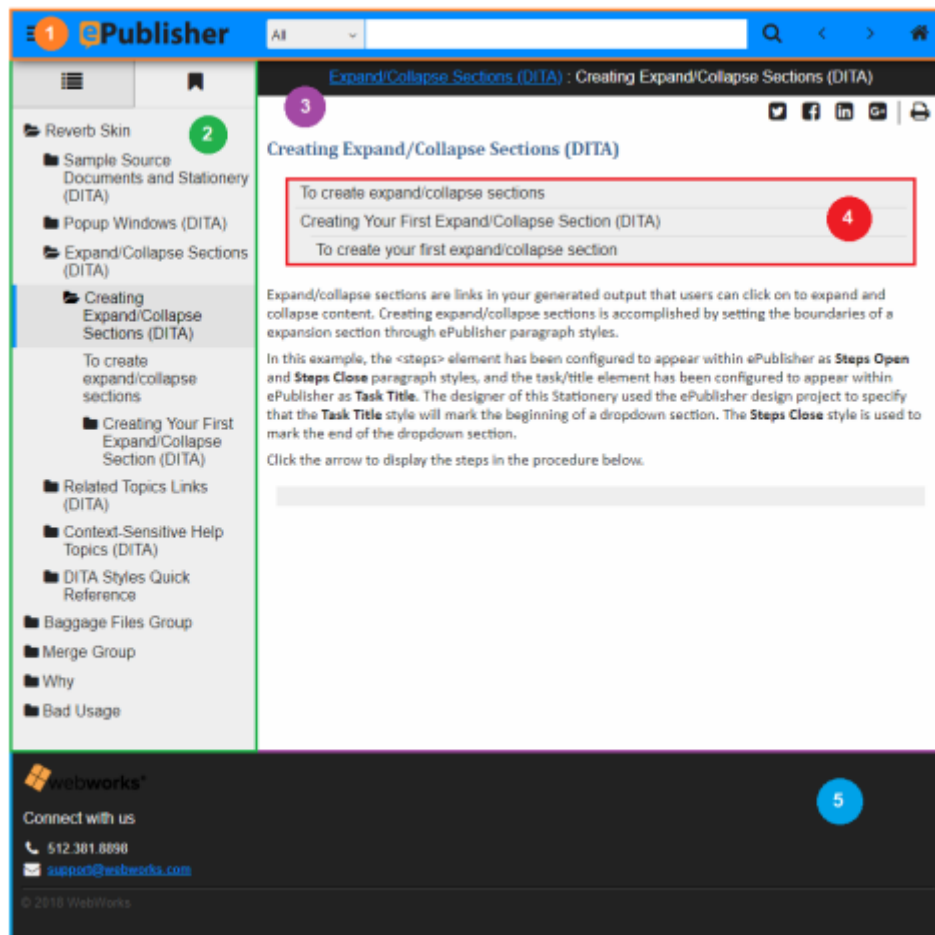 1
ePublisher
All
2
Reverb Skin
Sample Source
Documents and Stationery
(DITA)
Popup Windows (DITA)
Expand/Collapse Sections
(DITA)
Creating
Expand/Collapse
Sections (DITA)
To create
expand/collapse
sections
Creating Your First
Expand/Collapse
Section (DITA)
Related Topics Links
(DITA)
Context-Sensitive Help
Topics (DITA)
DITA Styles Quick
Reference
Baggage Files Group
Merge Group
Why
Bad Usage
Expand/Collapse Sections (DITA) : Creating Expand/Collapse Sections (DITA)
3
Creating Expand/Collapse Sections (DITA)
To create expand/collapse sections
Creating Your First Expand/Collapse Section (DITA)
4
To create your first expand/collapse section
Expand/collapse sections are links in your generated output that users can click on to expand and
collapse content. Creating expand/collapse sections is accomplished by setting the boundaries of a
expansion section through ePublisher paragraph styles.
In this example, the <steps> element has been configured to appear within ePublisher as Steps Open
and Steps Close paragraph styles, and the task/title element has been configured to appear within
ePublisher as Task Title. The designer of this Stationery used the ePublisher design project to specify
that the Task Title style will mark the beginning of a dropdown section. The Steps Close style is used to
mark the end of the dropdown section.
Click the arrow to display the steps in the procedure below.
webworks
5
Connect with us
512.381.8898
support@webworks.com
© 2018 WebWorks